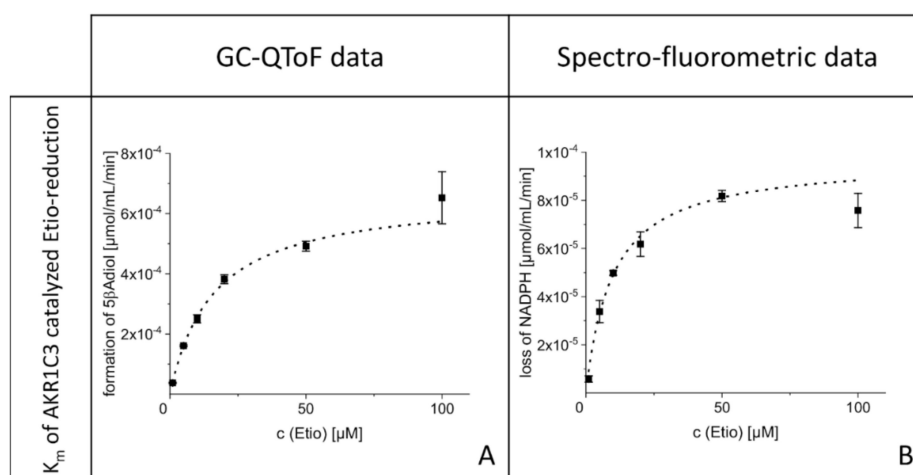 GC-QToF data
Spectro-fluorometric data
Kₘ of AKR1C3 catalyzed Etio-reduction
formation of 5βAdiol [µmol/mL/min]
8x10⁻⁴
6x10⁻⁴
4x10⁻⁴
2x10⁻⁴
0
50
100
c (Etio) [µM]
A
loss of NADPH [µmol/mL/min]
1x10⁻⁴
8x10⁻⁵
6x10⁻⁵
4x10⁻⁵
2x10⁻⁵
0
50
100
c (Etio) [µM]
B